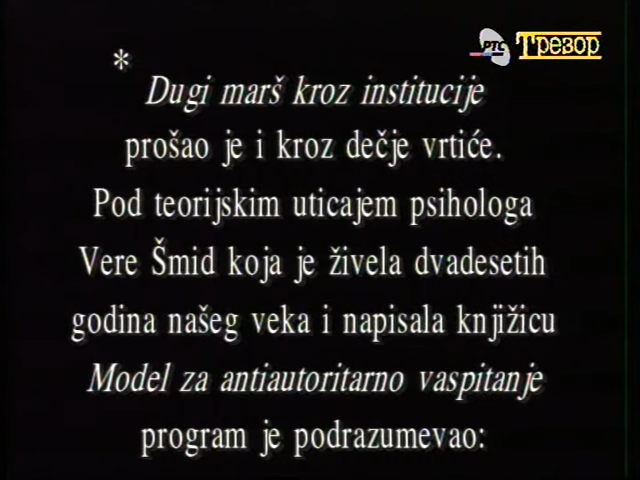 РТС Трезор
*
Dugi marš kroz institucije
prošao je i kroz dečje vrtiće.
Pod teorijskim uticajem psihologa
Vere Šmid koja je živela dvadesetih
godina našeg veka i napisala knjižicu
Model za antiautoritarno vaspitanje
program je podrazumevao: